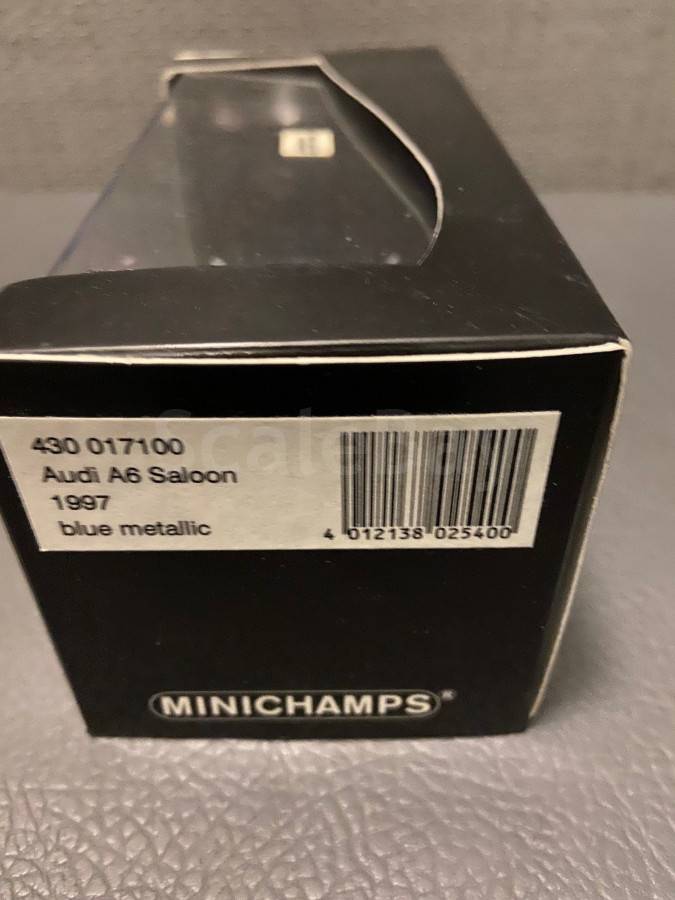 430 017100
Audi A6 Saloon
1997
blue metallic
4 012138 025400
MINICHAMPS®